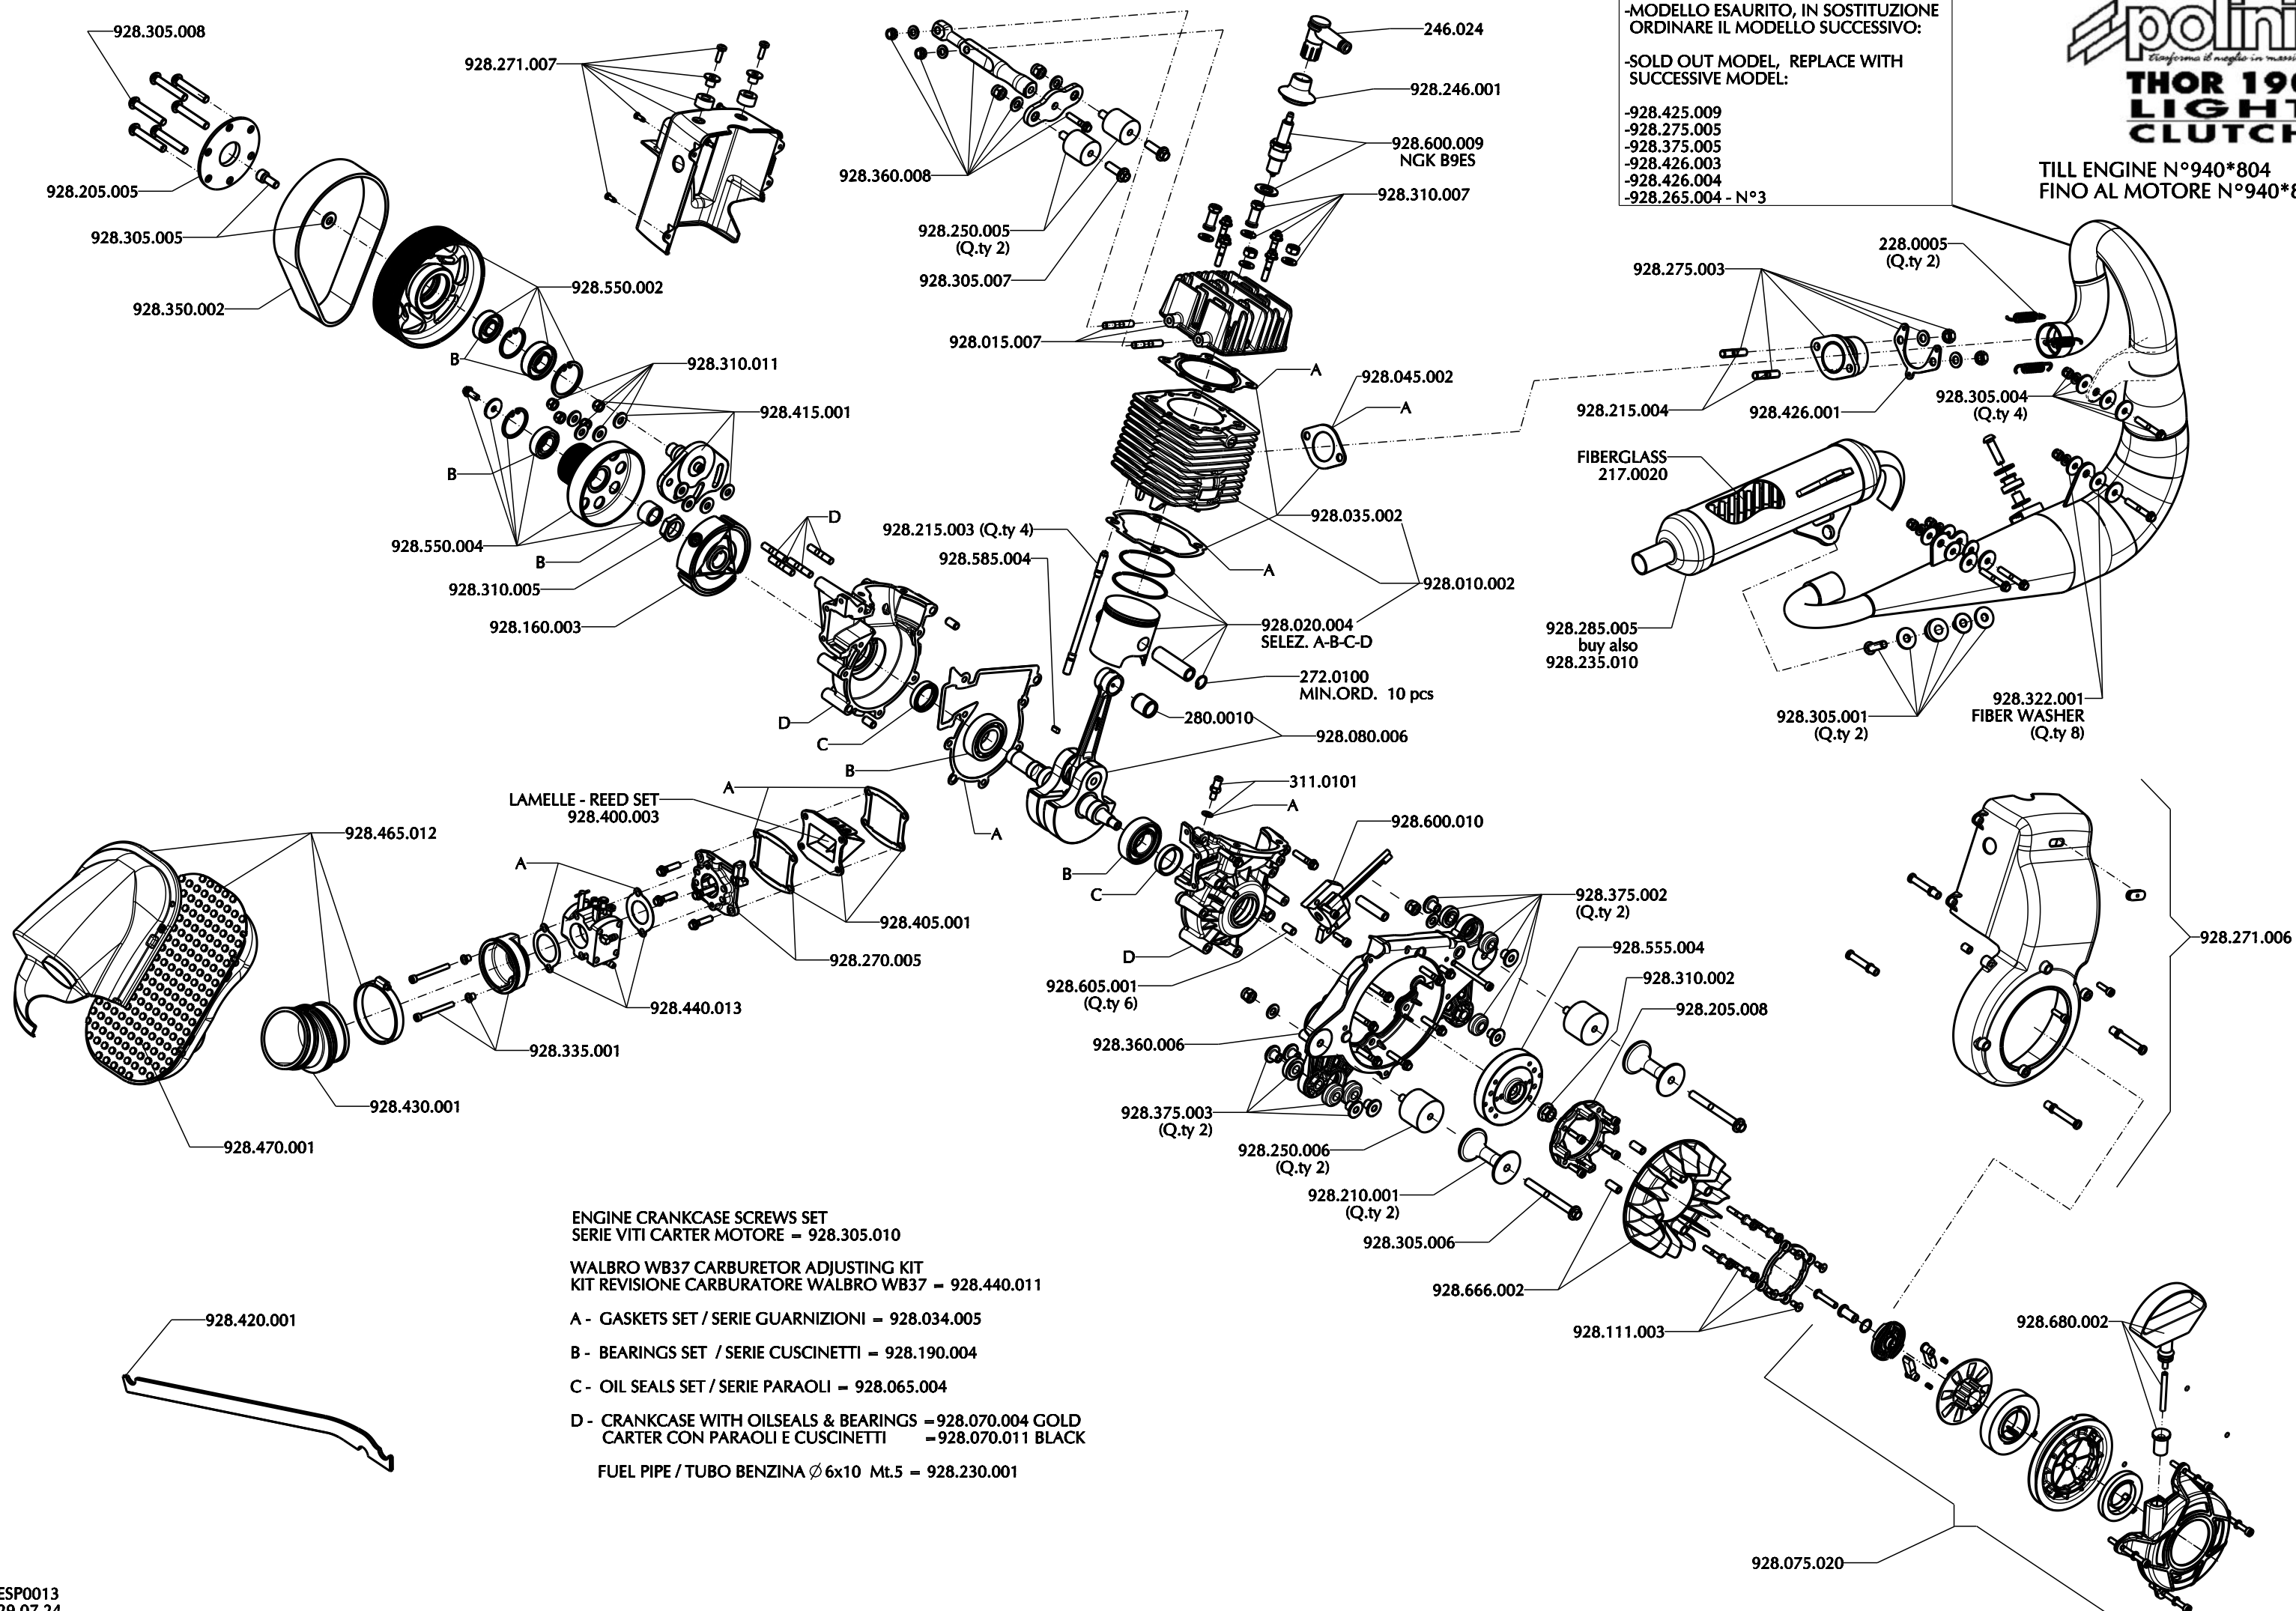 -MODELLO ESAURITO, IN SOSTITUZIONE
ORDINARE IL MODELLO SUCCESSIVO:
-SOLD OUT MODEL, REPLACE WITH
SUCCESSIVE MODEL:
-928.425.009
-928.275.005
-928.375.005
-928.426.003
-928.426.004
-928.265.004 - N°3
polini
THOR 190
LIGHT
CLUTCH
TILL ENGINE N°940*804
FINO AL MOTORE N°940*8
928.305.008
928.271.007
928.205.005
928.305.005
928.350.002
928.550.002
B
928.310.011
928.415.001
B
928.550.004
B
928.310.005
928.160.003
D
246.024
928.246.001
928.600.009
NGK B9ES
928.310.007
928.360.008
928.250.005
(Q.ty 2)
928.305.007
928.015.007
A
928.045.002
A
928.035.002
928.215.003 (Q.ty 4)
928.585.004
A
928.010.002
928.020.004
SELEZ. A-B-C-D
272.0100
MIN.ORD. 10 pcs
280.0010
928.080.006
D
C
B
A
228.0005
(Q.ty 2)
928.275.003
928.215.004
928.426.001
928.305.004
(Q.ty 4)
FIBERGLASS
217.0020
928.285.005
buy also
928.235.010
928.305.001
(Q.ty 2)
928.322.001
FIBER WASHER
(Q.ty 8)
311.0101
A
B
C
928.600.010
D
928.605.001
(Q.ty 6)
928.375.002
(Q.ty 2)
928.555.004
928.310.002
928.205.008
928.360.006
928.375.003
(Q.ty 2)
928.250.006
(Q.ty 2)
928.210.001
(Q.ty 2)
928.305.006
928.666.002
928.111.003
928.271.006
928.680.002
928.075.020
LAMELLE - REED SET
928.400.003
A
928.465.012
A
928.405.001
928.270.005
928.440.013
928.335.001
928.430.001
928.470.001
928.420.001
ENGINE CRANKCASE SCREWS SET
SERIE VITI CARTER MOTORE = 928.305.010
WALBRO WB37 CARBURETOR ADJUSTING KIT
KIT REVISIONE CARBURATORE WALBRO WB37 = 928.440.011
A - GASKETS SET / SERIE GUARNIZIONI = 928.034.005
B - BEARINGS SET / SERIE CUSCINETTI = 928.190.004
C - OIL SEALS SET / SERIE PARAOLI = 928.065.004
D - CRANKCASE WITH OILSEALS & BEARINGS =928.070.004 GOLD
CARTER CON PARAOLI E CUSCINETTI =928.070.011 BLACK
FUEL PIPE / TUBO BENZINA ∅ 6x10 Mt.5 = 928.230.001
ESP0013